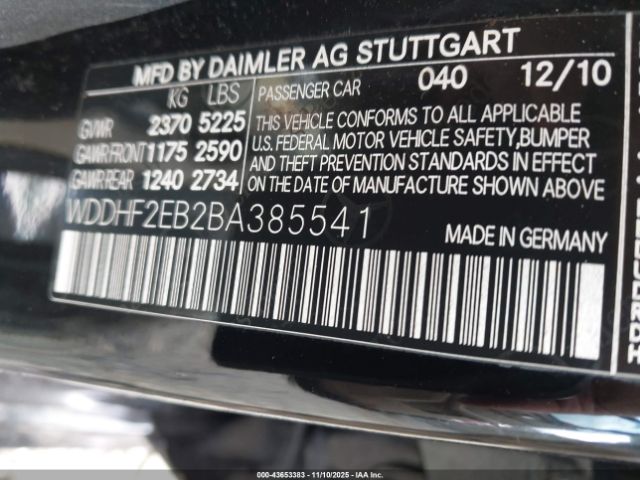 MFD BY DAIMLER AG STUTTGART
KG LBS PASSENGER CAR 040 12/10
GVWR 2370 5225
GAWR FRONT 1175 2590
GAWR REAR 1240 2734
THIS VEHICLE CONFORMS TO ALL APPLICABLE
U.S. FEDERAL MOTOR VEHICLE SAFETY, BUMPER
AND THEFT PREVENTION STANDARDS IN EFFECT
ON THE DATE OF MANUFACTURE SHOWN ABOVE.
WDDHF2EB2BA385541
MADE IN GERMANY
000-43653383 - 11/10/2025 - IAA Inc.